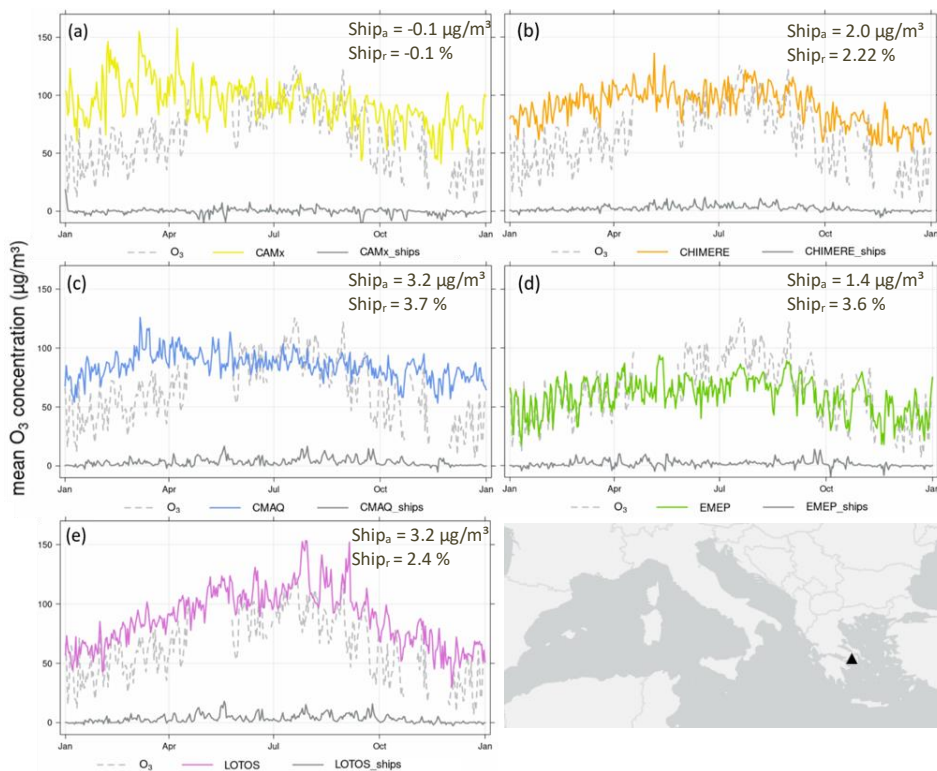 (a)
Shipₐ = -0.1 µg/m³
Shipᵣ = -0.1 %
150
100
50
0
Jan Apr Jul Oct Jan
O₃ CAMx CAMx_ships
(b)
Shipₐ = 2.0 µg/m³
Shipᵣ = 2.22 %
Jan Apr Jul Oct Jan
O₃ CHIMERE CHIMERE_ships
mean O₃ concentration (µg/m³)
(c)
Shipₐ = 3.2 µg/m³
Shipᵣ = 3.7 %
150
100
50
0
Jan Apr Jul Oct Jan
O₃ CMAQ CMAQ_ships
(d)
Shipₐ = 1.4 µg/m³
Shipᵣ = 3.6 %
Jan Apr Jul Oct Jan
O₃ EMEP EMEP_ships
(e)
Shipₐ = 3.2 µg/m³
Shipᵣ = 2.4 %
150
100
50
0
Jan Apr Jul Oct Jan
O₃ LOTOS LOTOS_ships